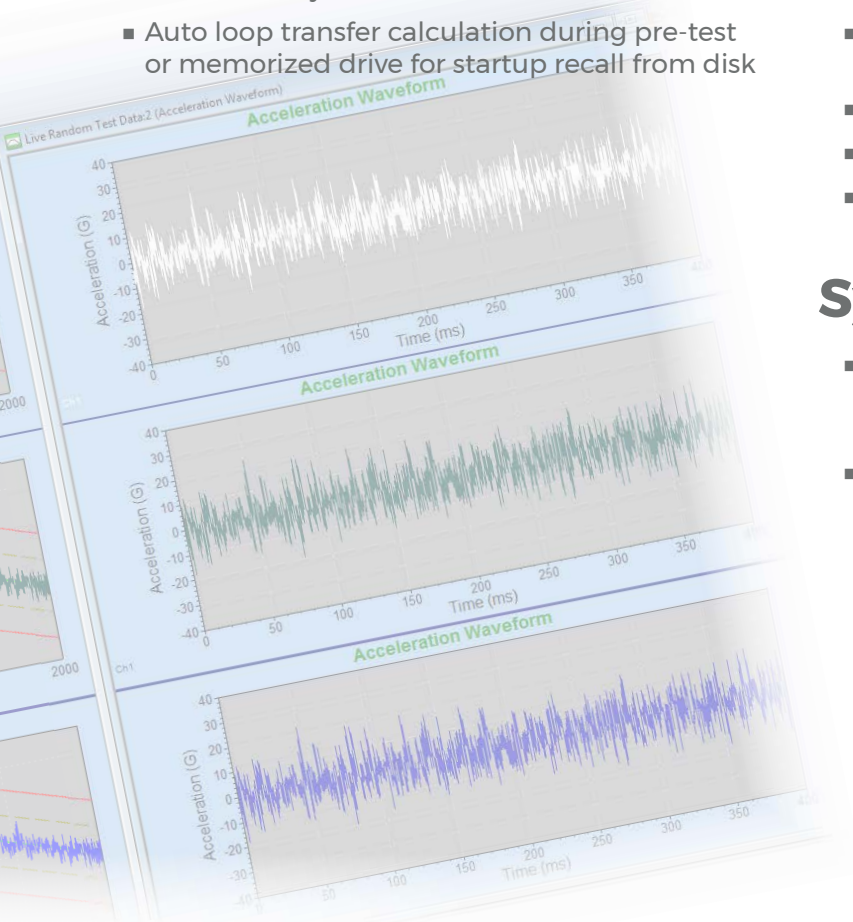 ▪ Auto loop transfer calculation during pre-test
or memorized drive for startup recall from disk
Live Random Test Data:2 (Acceleration Waveform)
Acceleration Waveform
Acceleration (G)
40
30
20
10
0
-10
-20
-30
-40
0 50 100 150 200 250 300 350 400
Time (ms)
2000
Ch1
Acceleration Waveform
Acceleration (G)
40
30
20
10
0
-10
-20
-30
-40
0 50 100 150 200 250 300 350
Time (ms)
2000
Ch1
Acceleration Waveform
Acceleration (G)
40
30
20
10
0
-10
-20
-30
-40
0 50 100 150 200 250 300 350 400
Time (ms)